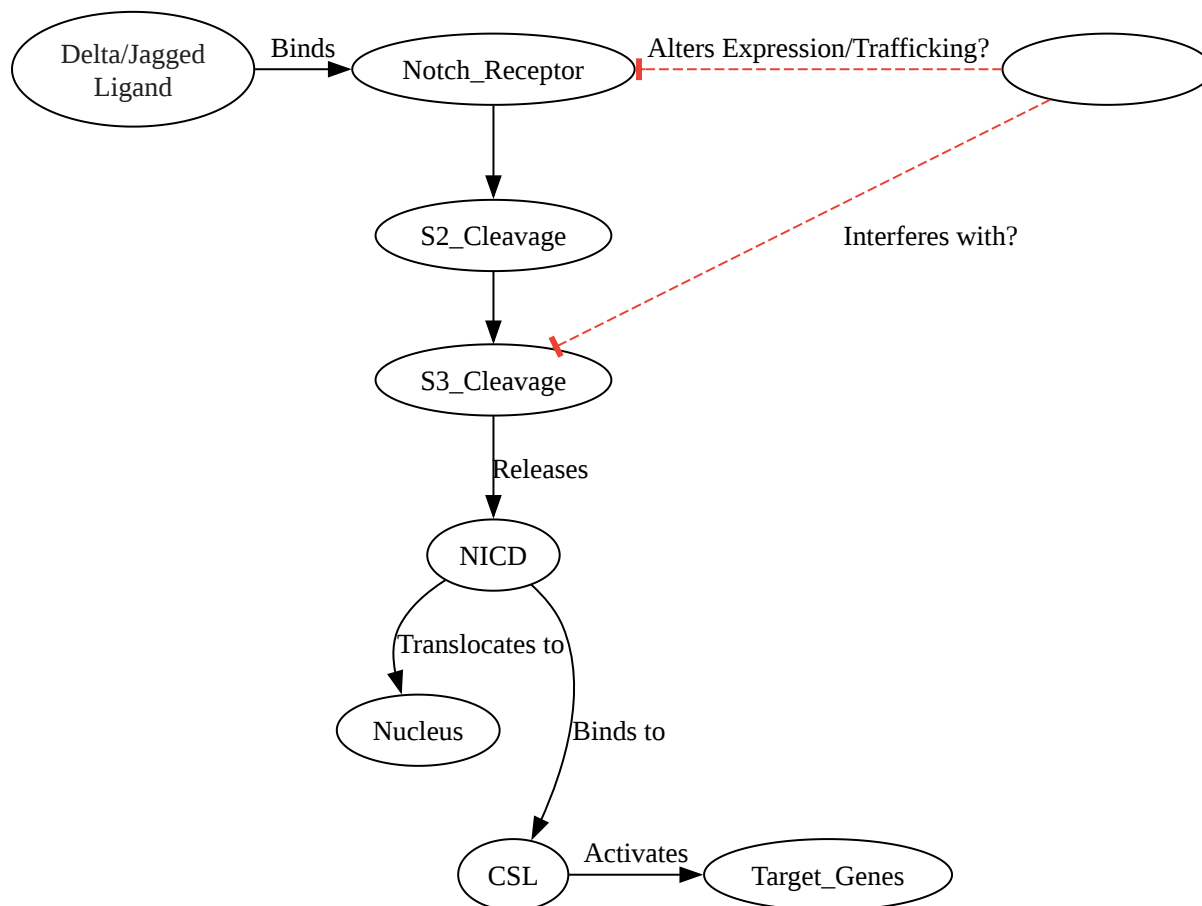 Delta/Jagged
Ligand
Binds
Notch_Receptor
Alters Expression/Trafficking?
S2_Cleavage
Interferes with?
S3_Cleavage
Releases
NICD
Translocates to
Nucleus
Binds to
CSL
Activates
Target_Genes